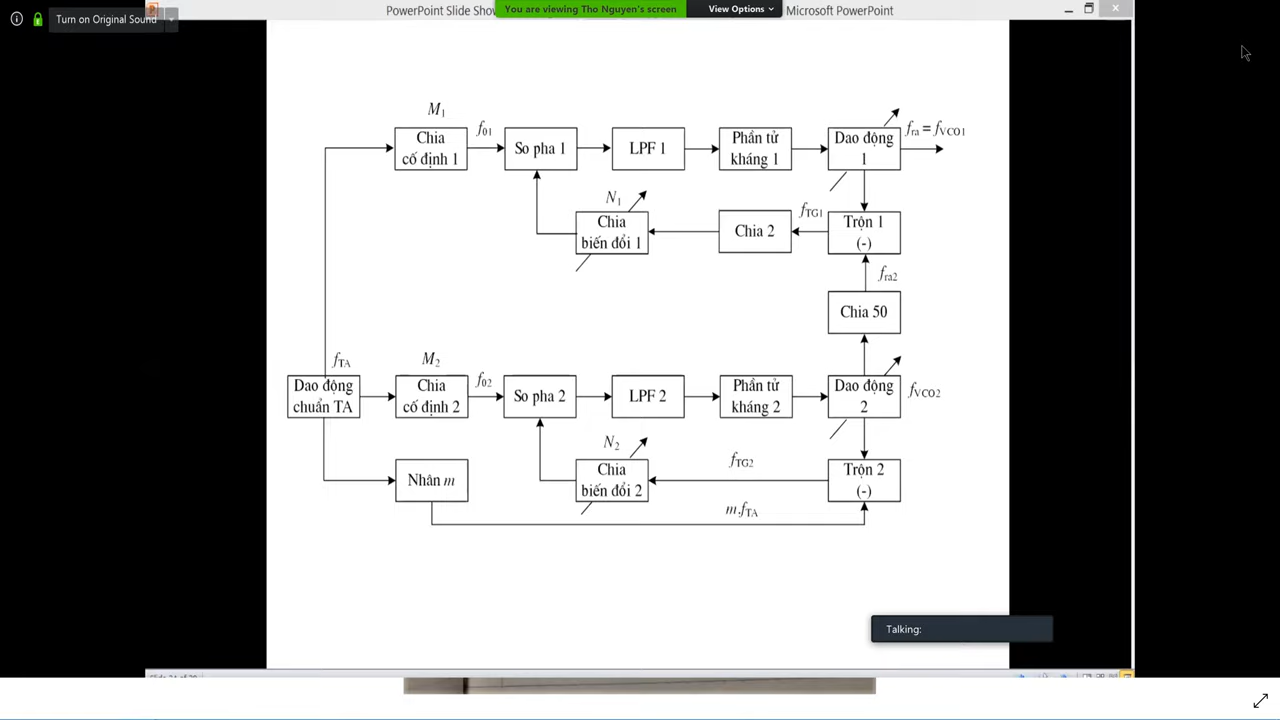 PowerPoint Slide Sho
You are viewing Tho Nguyen's screen
View Options
Microsoft PowerPoint
Turn on Original Sound
M1
Chia
cố định 1
f01
So pha 1
LPF 1
Phần tử
kháng 1
Dao động
1
fra = fVCO1
N1
Chia
biến đổi 1
Chia 2
fTG1
Trộn 1
(-)
fra2
Chia 50
fTA
Dao động
chuẩn TA
M2
Chia
cố định 2
f02
So pha 2
LPF 2
Phần tử
kháng 2
Dao động
2
fVCO2
N2
Chia
biến đổi 2
fTG2
Trộn 2
(-)
Nhân m
m.fTA
Talking: